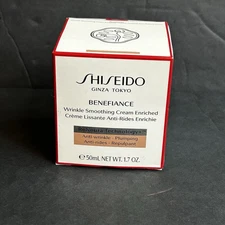 SHISEIDO
GINZA TOKYO
BENEFIANCE
Wrinkle Smoothing Cream Enriched
Crème Lissante Anti-Rides Enrichie
Anti-wrinkle · Plumping
Anti-rides · Repulpant
℮ 50mL NET WT. 1.7 OZ.